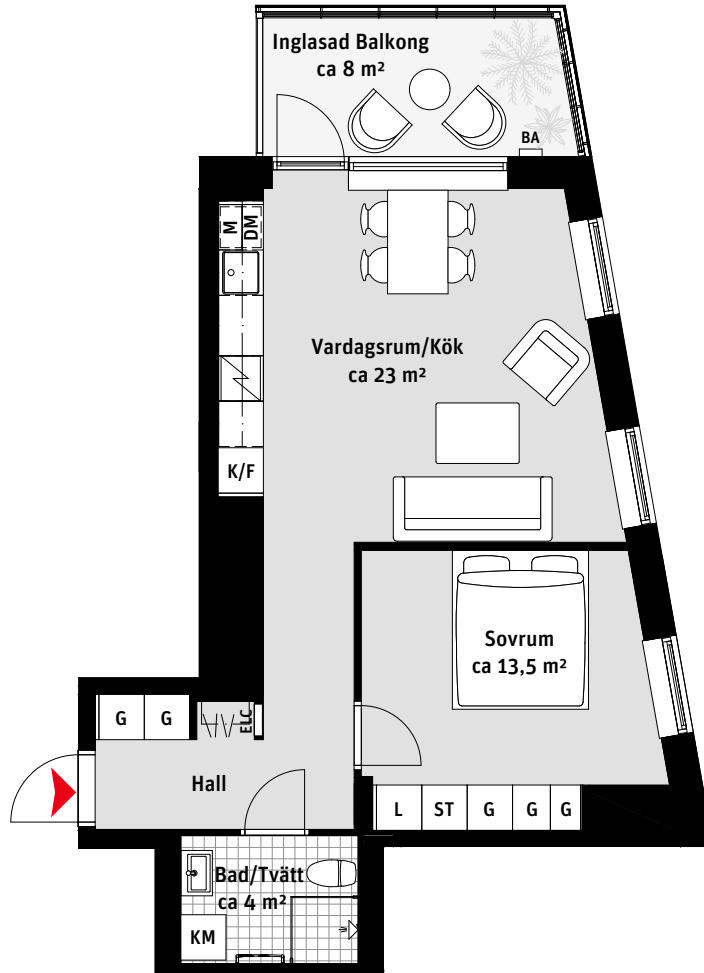 Inglasad Balkong
ca 8 m²
BA
M
DM
Vardagsrum/Kök
ca 23 m²
K/F
Sovrum
ca 13,5 m²
G
G
ELC
Hall
L
ST
G
G
G
Bad/Tvätt
ca 4 m²
KM